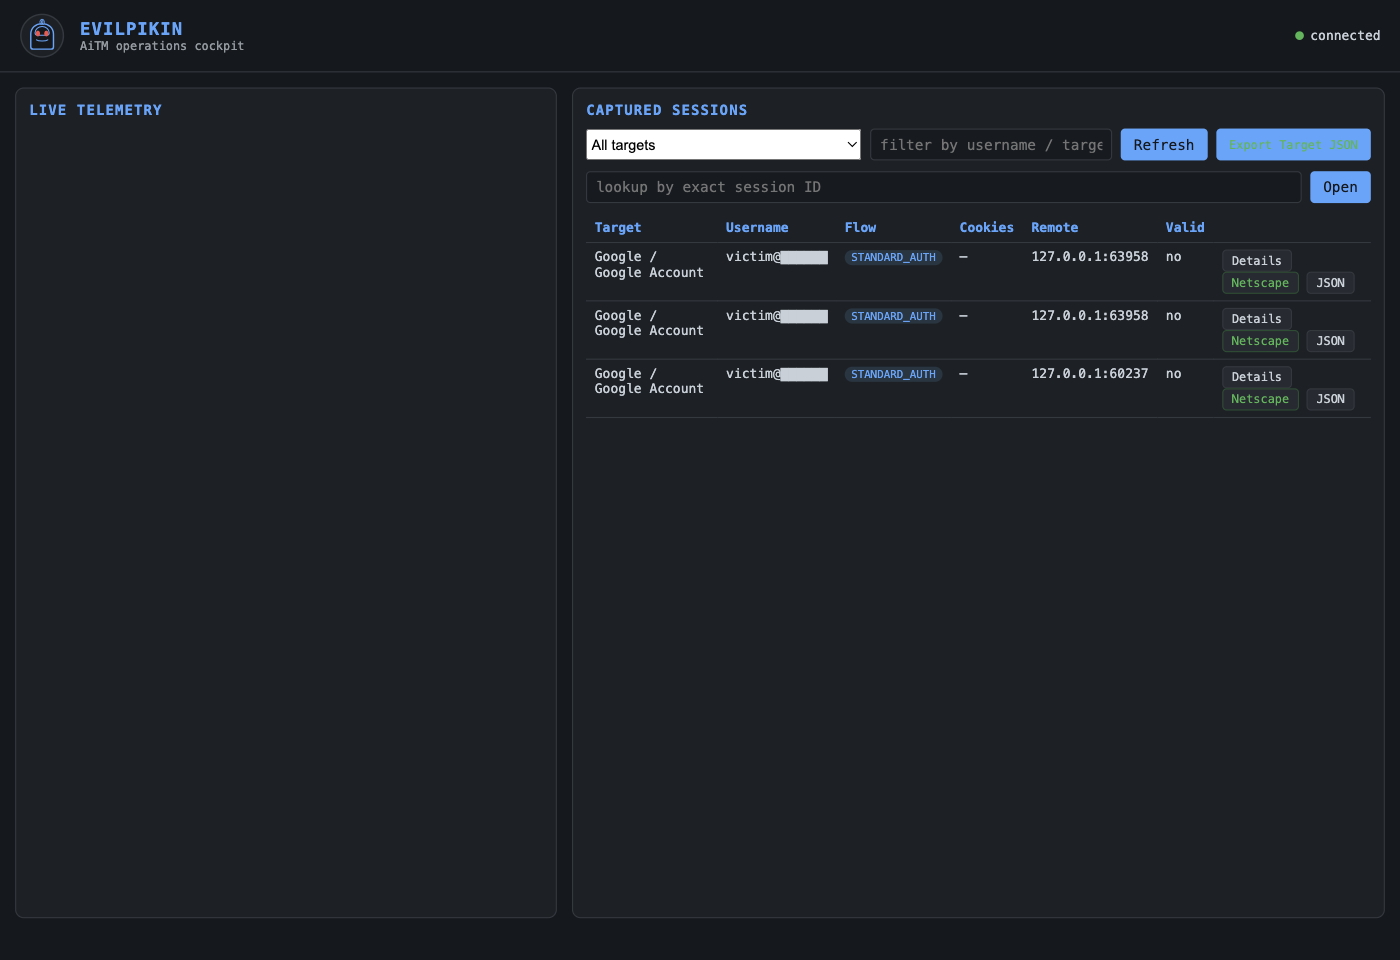 EVILPIKIN
AiTM operations cockpit
connected
LIVE TELEMETRY
CAPTURED SESSIONS
All targets
filter by username / targe
Refresh
Export Target JSON
lookup by exact session ID
Open
Target Username Flow Cookies Remote Valid
Google / victim@ STANDARD_AUTH — 127.0.0.1:63958 no Details
Google Account Netscape JSON
Google / victim@ STANDARD_AUTH — 127.0.0.1:63958 no Details
Google Account Netscape JSON
Google / victim@ STANDARD_AUTH — 127.0.0.1:60237 no Details
Google Account Netscape JSON